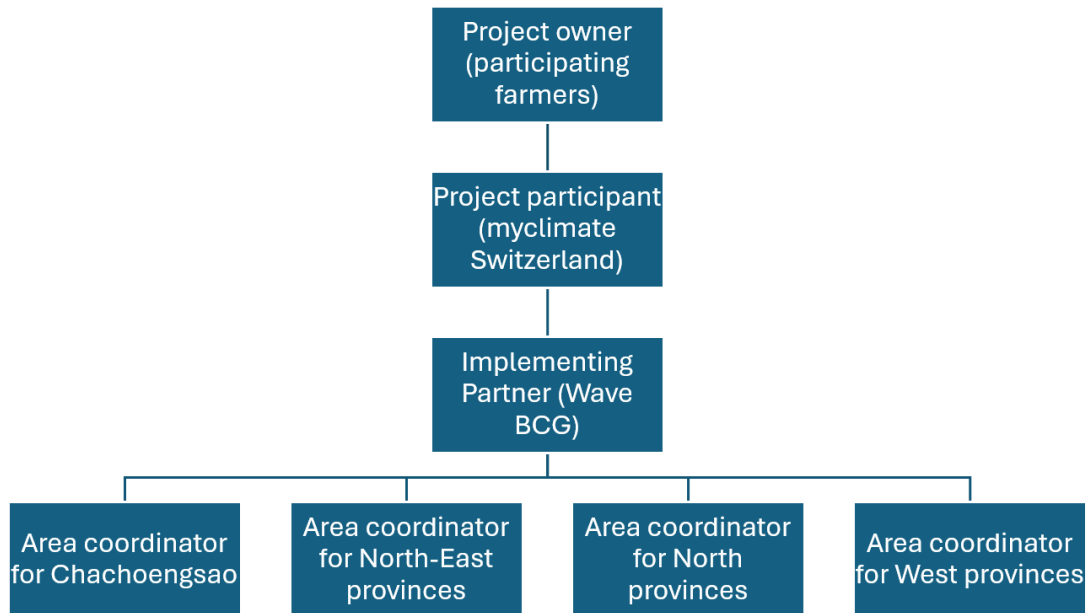 Project owner
(participating
farmers)
Project participant
(myclimate
Switzerland)
Implementing
Partner (Wave
BCG)
Area coordinator
for Chachoengsao
Area coordinator
for North-East
provinces
Area coordinator
for North
provinces
Area coordinator
for West provinces